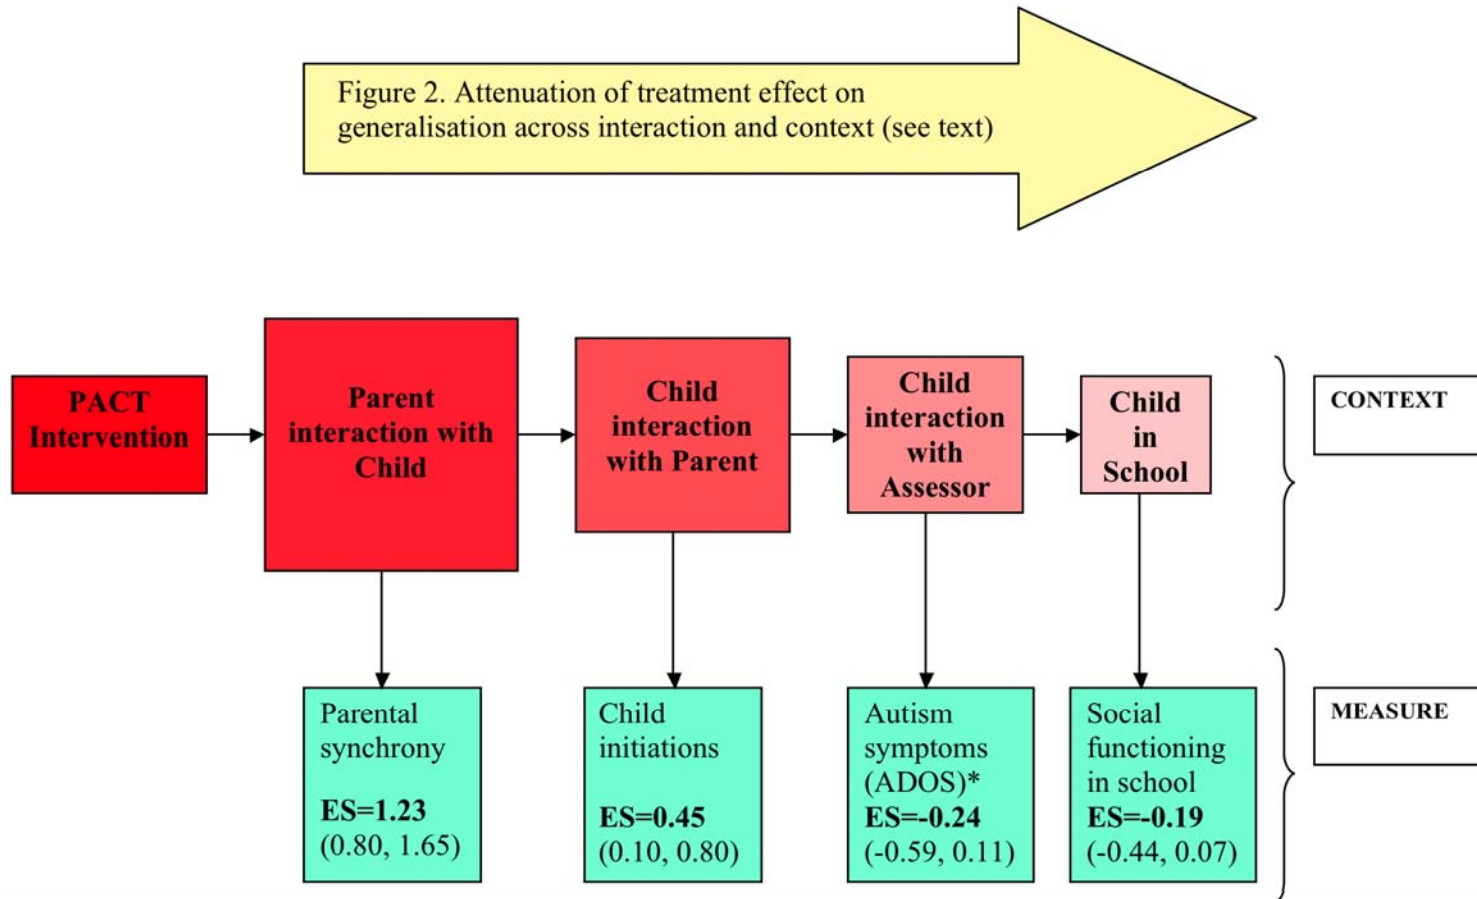 Figure 2. Attenuation of treatment effect on
generalisation across interaction and context (see text)
PACT
Intervention
Parent
interaction with
Child
Child
interaction
with Parent
Child
interaction
with
Assessor
Child
in
School
CONTEXT
Parental
synchrony
ES=1.23
(0.80, 1.65)
Child
initiations
ES=0.45
(0.10, 0.80)
Autism
symptoms
(ADOS)*
ES=-0.24
(-0.59, 0.11)
Social
functioning
in school
ES=-0.19
(-0.44, 0.07)
MEASURE